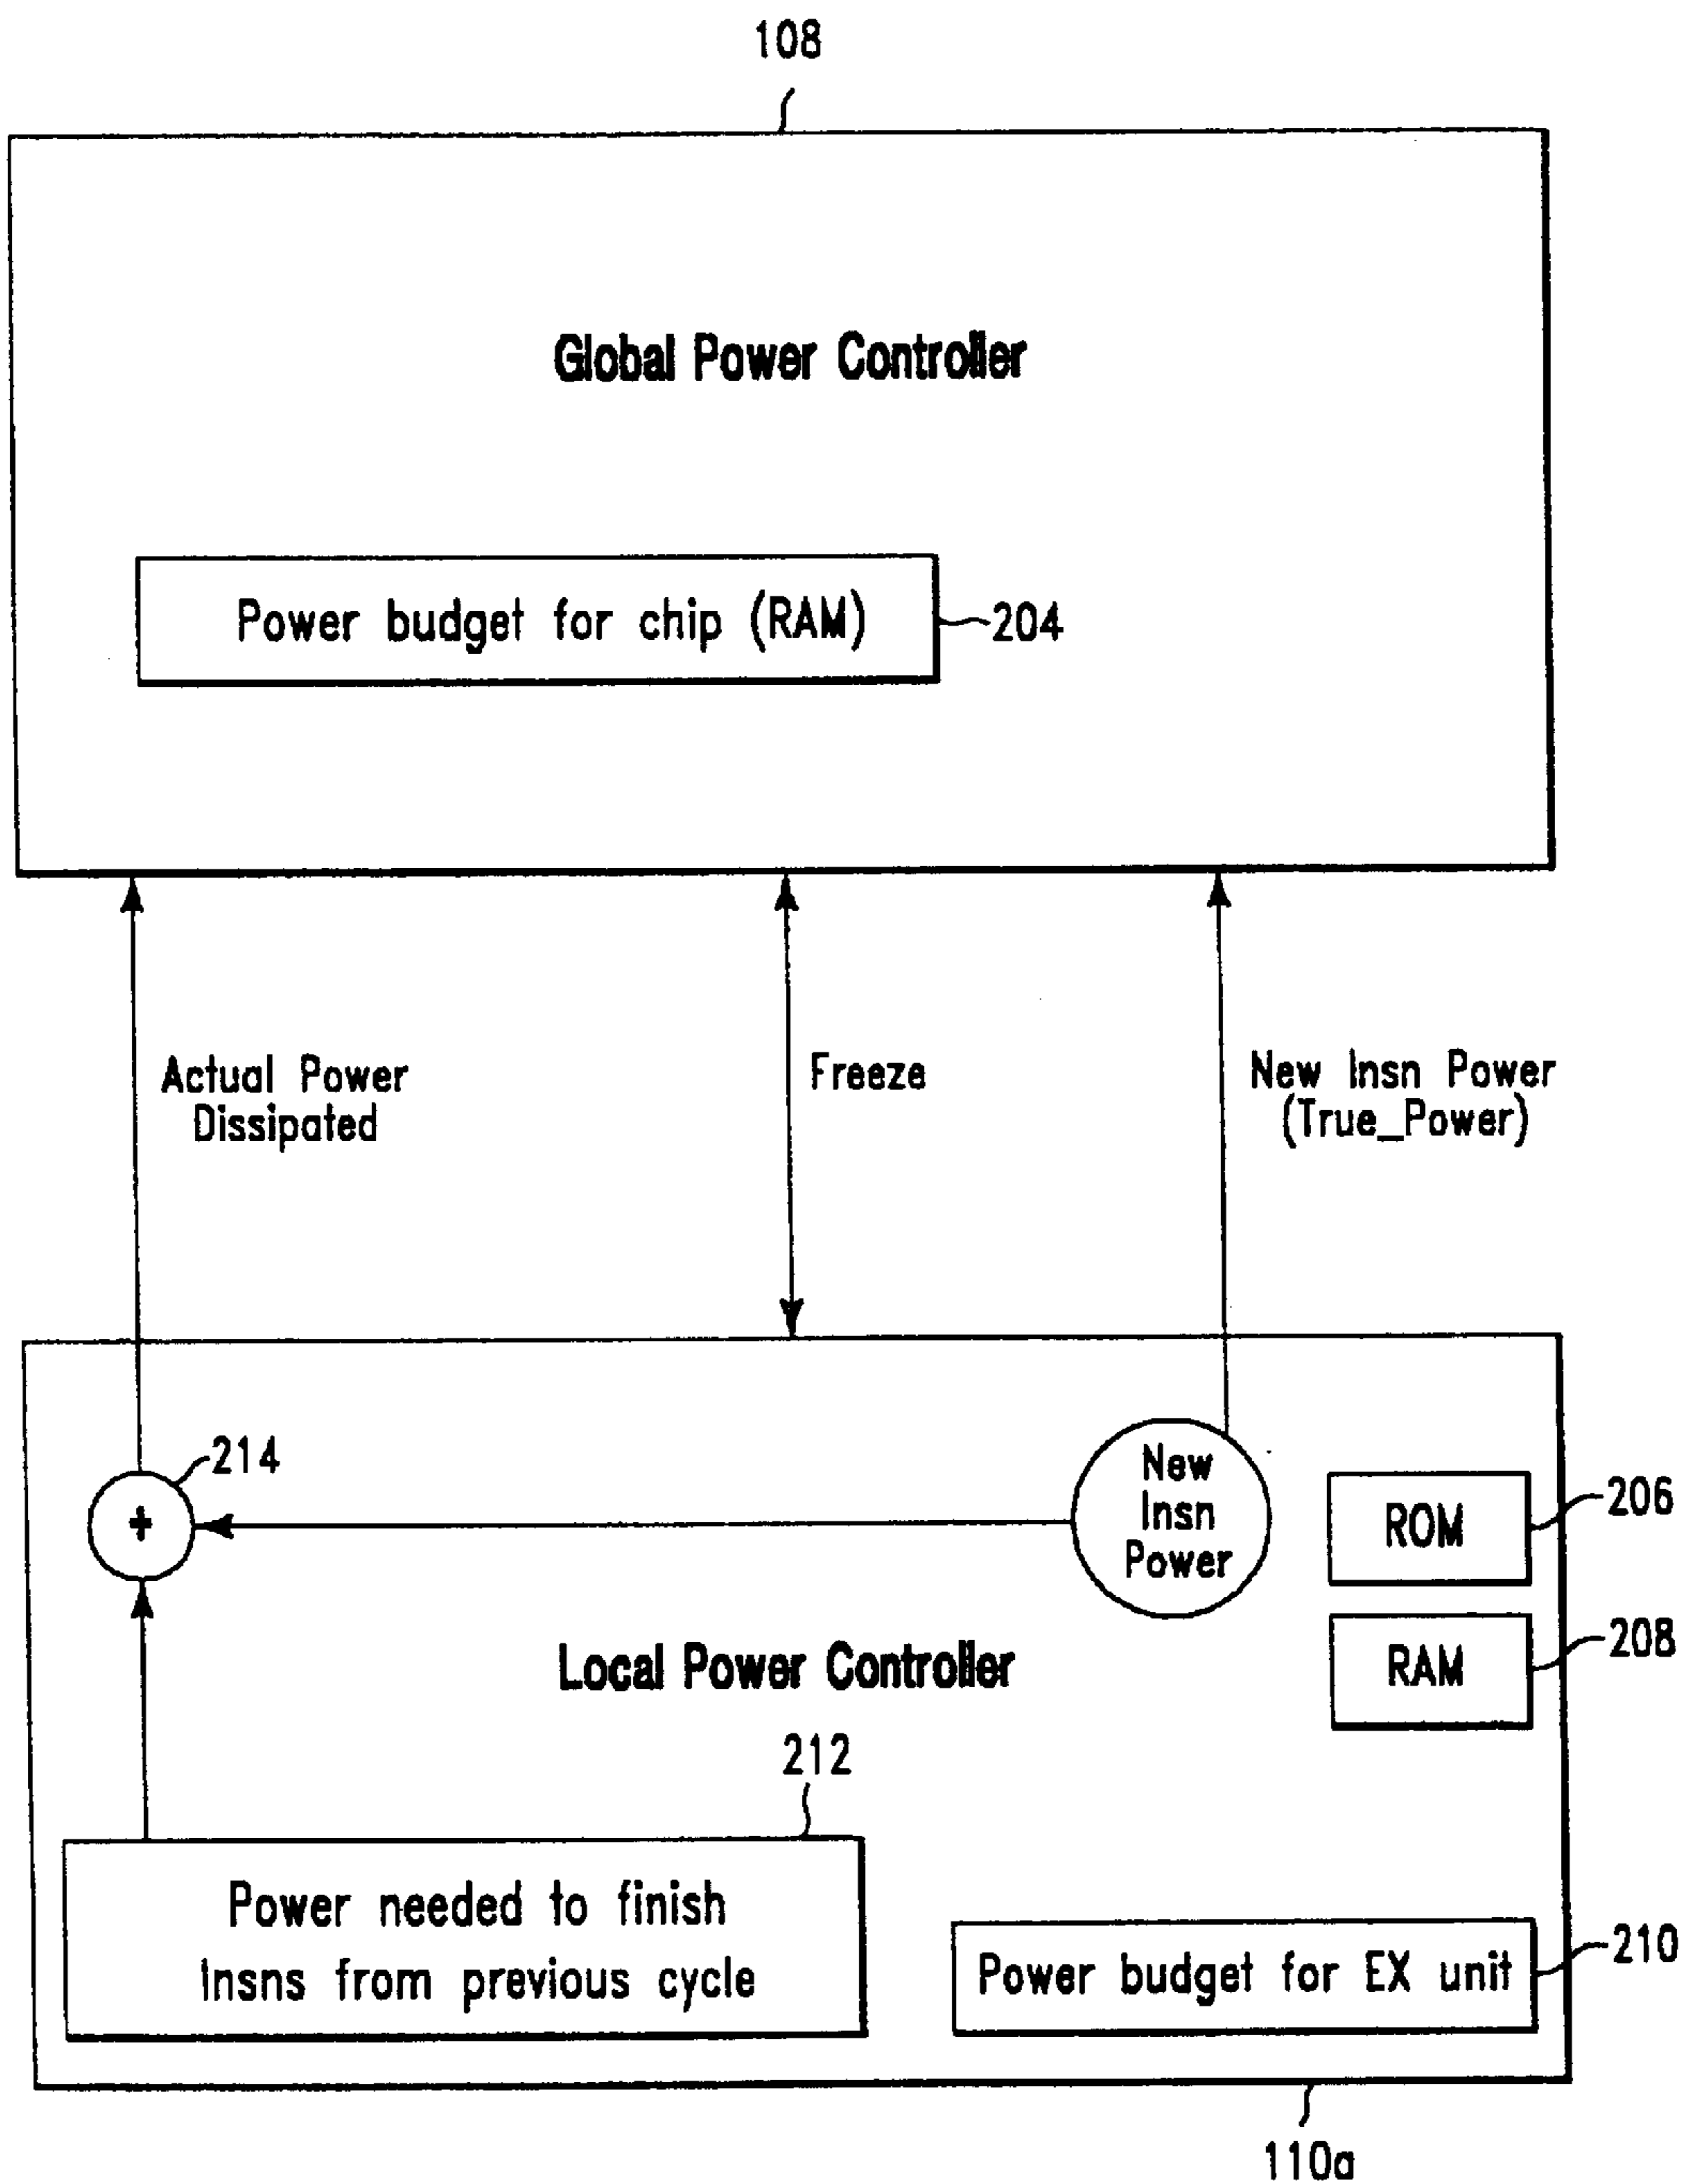 108
Global Power Controller
Power budget for chip (RAM)
204
Actual Power
Dissipated
Freeze
New Insn Power
(True_Power)
214
+
New
Insn
Power
ROM
206
RAM
208
Local Power Controller
212
Power needed to finish
Insns from previous cycle
Power budget for EX unit
210
110a